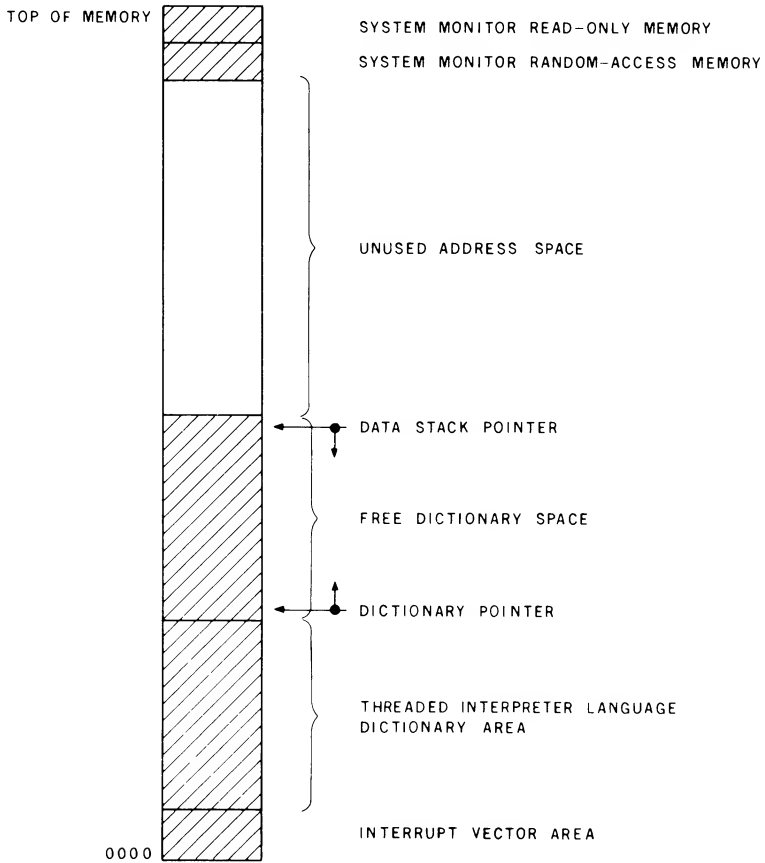 TOP OF MEMORY
SYSTEM MONITOR READ-ONLY MEMORY
SYSTEM MONITOR RANDOM-ACCESS MEMORY
UNUSED ADDRESS SPACE
DATA STACK POINTER
FREE DICTIONARY SPACE
DICTIONARY POINTER
THREADED INTERPRETER LANGUAGE
DICTIONARY AREA
INTERRUPT VECTOR AREA
0000